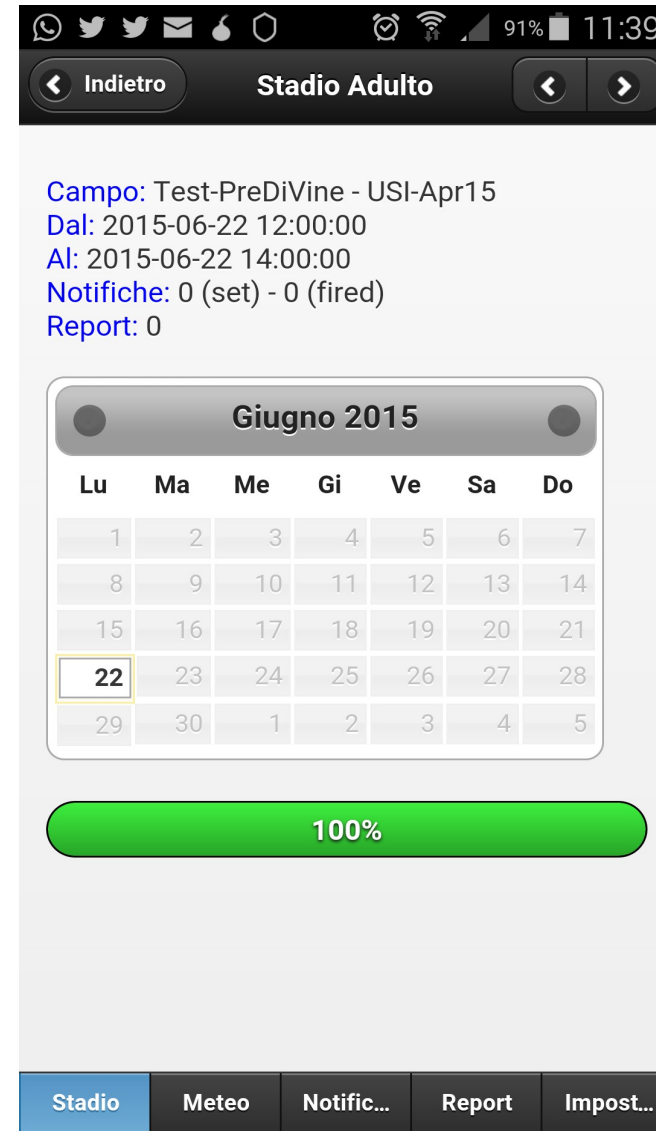 91% 11:39
Indietro Stadio Adulto
Campo: Test-PreDiVine - USI-Apr15
Dal: 2015-06-22 12:00:00
Al: 2015-06-22 14:00:00
Notifiche: 0 (set) - 0 (fired)
Report: 0
Giugno 2015
Lu Ma Me Gi Ve Sa Do
1 2 3 4 5 6 7
8 9 10 11 12 13 14
15 16 17 18 19 20 21
22 23 24 25 26 27 28
29 30 1 2 3 4 5
100%
Stadio Meteo Notific... Report Impost...